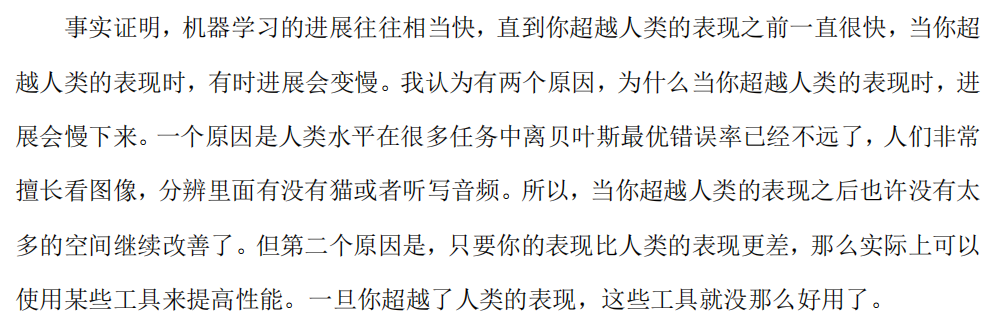 事实证明，机器学习的进展往往相当快，直到你超越人类的表现之前一直很快，当你超
越人类的表现时，有时进展会变慢。我认为有两个原因，为什么当你超越人类的表现时，进
展会慢下来。一个原因是人类水平在很多任务中离贝叶斯最优错误率已经不远了，人们非常
擅长看图像，分辨里面有没有猫或者听写音频。所以，当你超越人类的表现之后也许没有太
多的空间继续改善了。但第二个原因是，只要你的表现比人类的表现更差，那么实际上可以
使用某些工具来提高性能。一旦你超越了人类的表现，这些工具就没那么好用了。